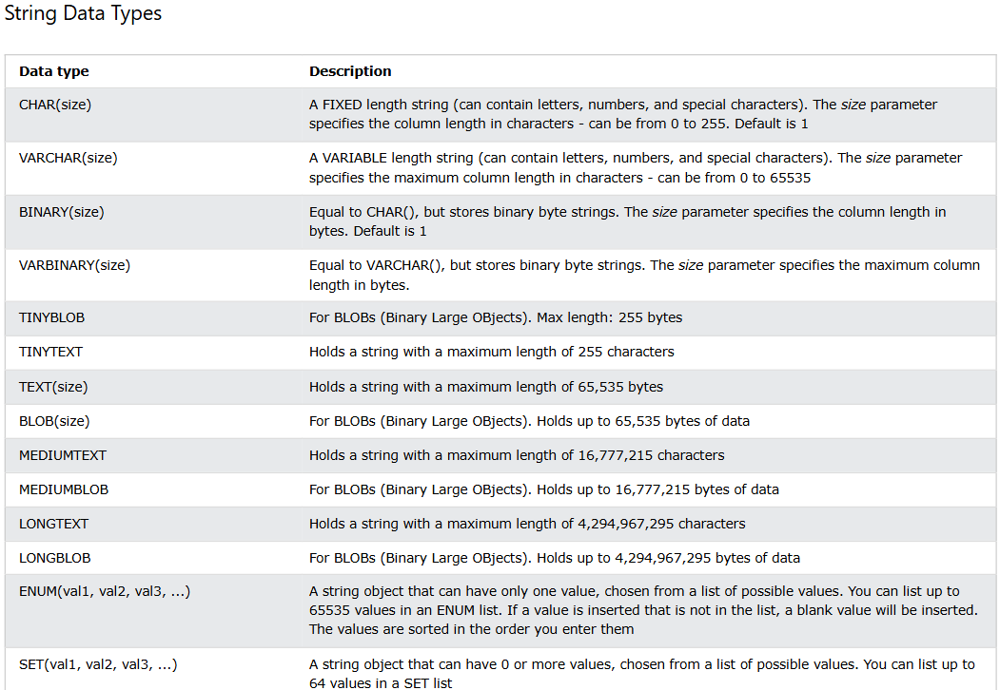 String Data Types
Data type Description
CHAR(size) A FIXED length string (can contain letters, numbers, and special characters). The size parameter
specifies the column length in characters - can be from 0 to 255. Default is 1
VARCHAR(size) A VARIABLE length string (can contain letters, numbers, and special characters). The size parameter
specifies the maximum column length in characters - can be from 0 to 65535
BINARY(size) Equal to CHAR(), but stores binary byte strings. The size parameter specifies the column length in
bytes. Default is 1
VARBINARY(size) Equal to VARCHAR(), but stores binary byte strings. The size parameter specifies the maximum column
length in bytes.
TINYBLOB For BLOBs (Binary Large OBjects). Max length: 255 bytes
TINYTEXT Holds a string with a maximum length of 255 characters
TEXT(size) Holds a string with a maximum length of 65,535 bytes
BLOB(size) For BLOBs (Binary Large OBjects). Holds up to 65,535 bytes of data
MEDIUMTEXT Holds a string with a maximum length of 16,777,215 characters
MEDIUMBLOB For BLOBs (Binary Large OBjects). Holds up to 16,777,215 bytes of data
LONGTEXT Holds a string with a maximum length of 4,294,967,295 characters
LONGBLOB For BLOBs (Binary Large OBjects). Holds up to 4,294,967,295 bytes of data
ENUM(val1, val2, val3, ...) A string object that can have only one value, chosen from a list of possible values. You can list up to
65535 values in an ENUM list. If a value is inserted that is not in the list, a blank value will be inserted.
The values are sorted in the order you enter them
SET(val1, val2, val3, ...) A string object that can have 0 or more values, chosen from a list of possible values. You can list up to
64 values in a SET list